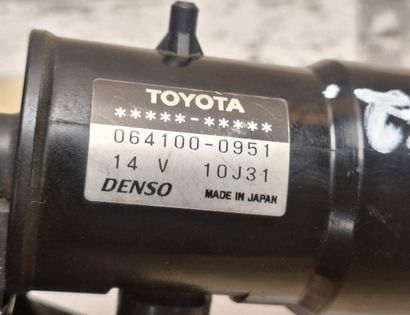 TOYOTA
*****-*****
064100-0951
14 V 10J31
DENSO MADE IN JAPAN